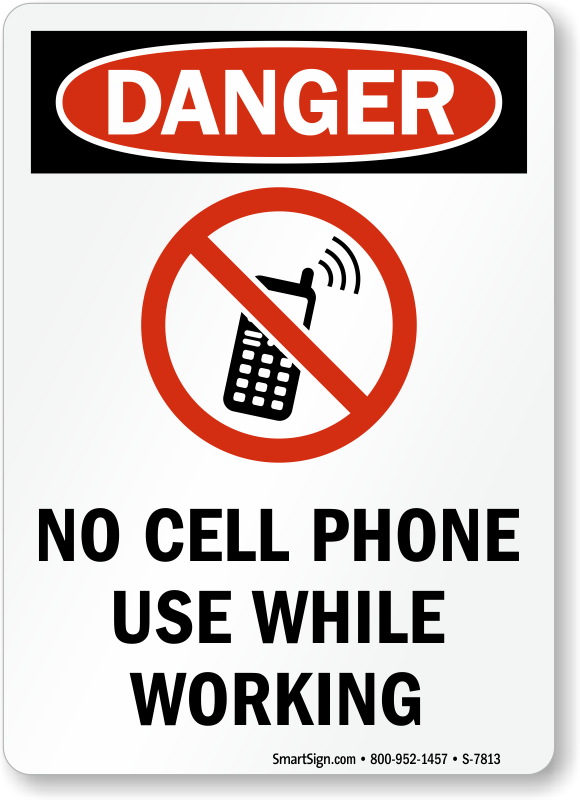 DANGER
NO CELL PHONE
USE WHILE
WORKING
SmartSign.com • 800-952-1457 • S-7813